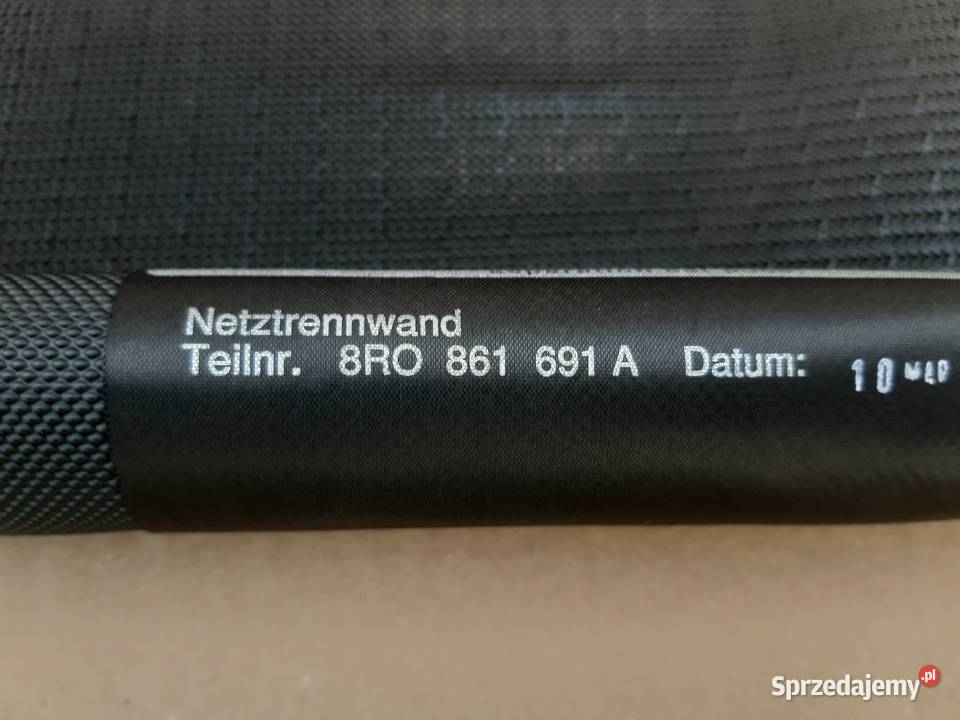 Netztrennwand
Teilnr. 8RO 861 691 A Datum: 10
Sprzedajemy.pl